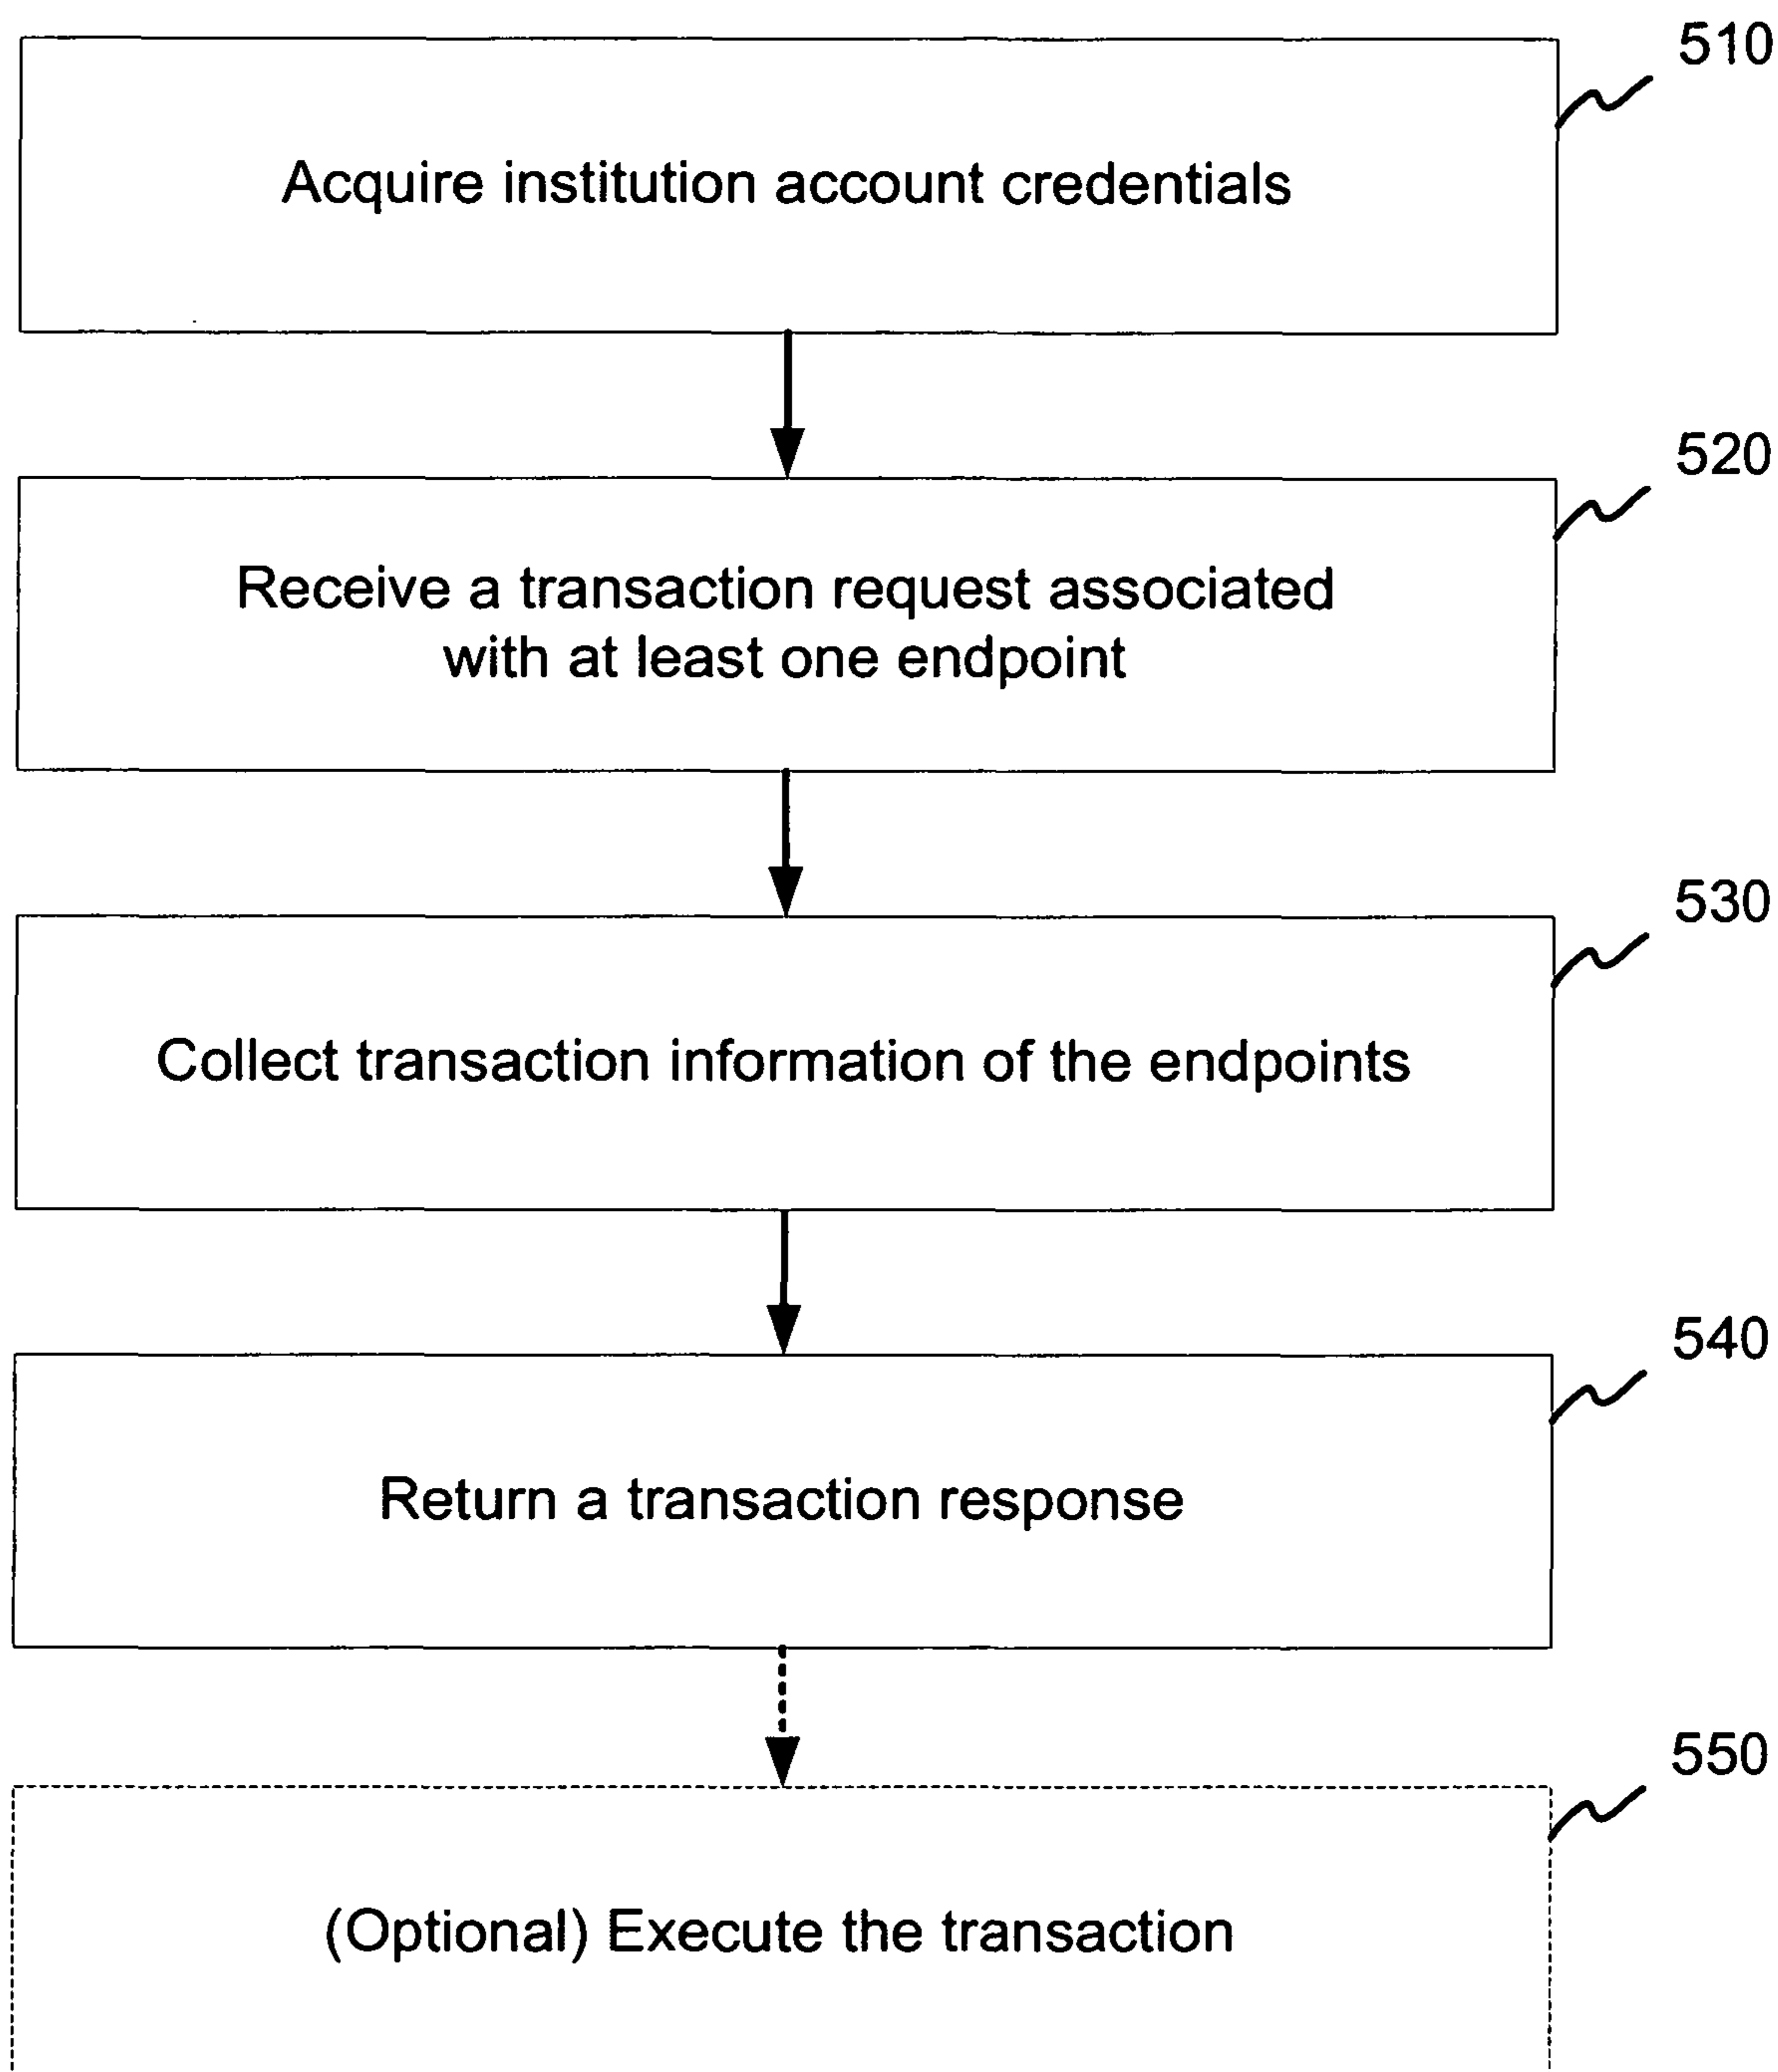 510
Acquire institution account credentials
520
Receive a transaction request associated
with at least one endpoint
530
Collect transaction information of the endpoints
540
Return a transaction response
550
(Optional) Execute the transaction